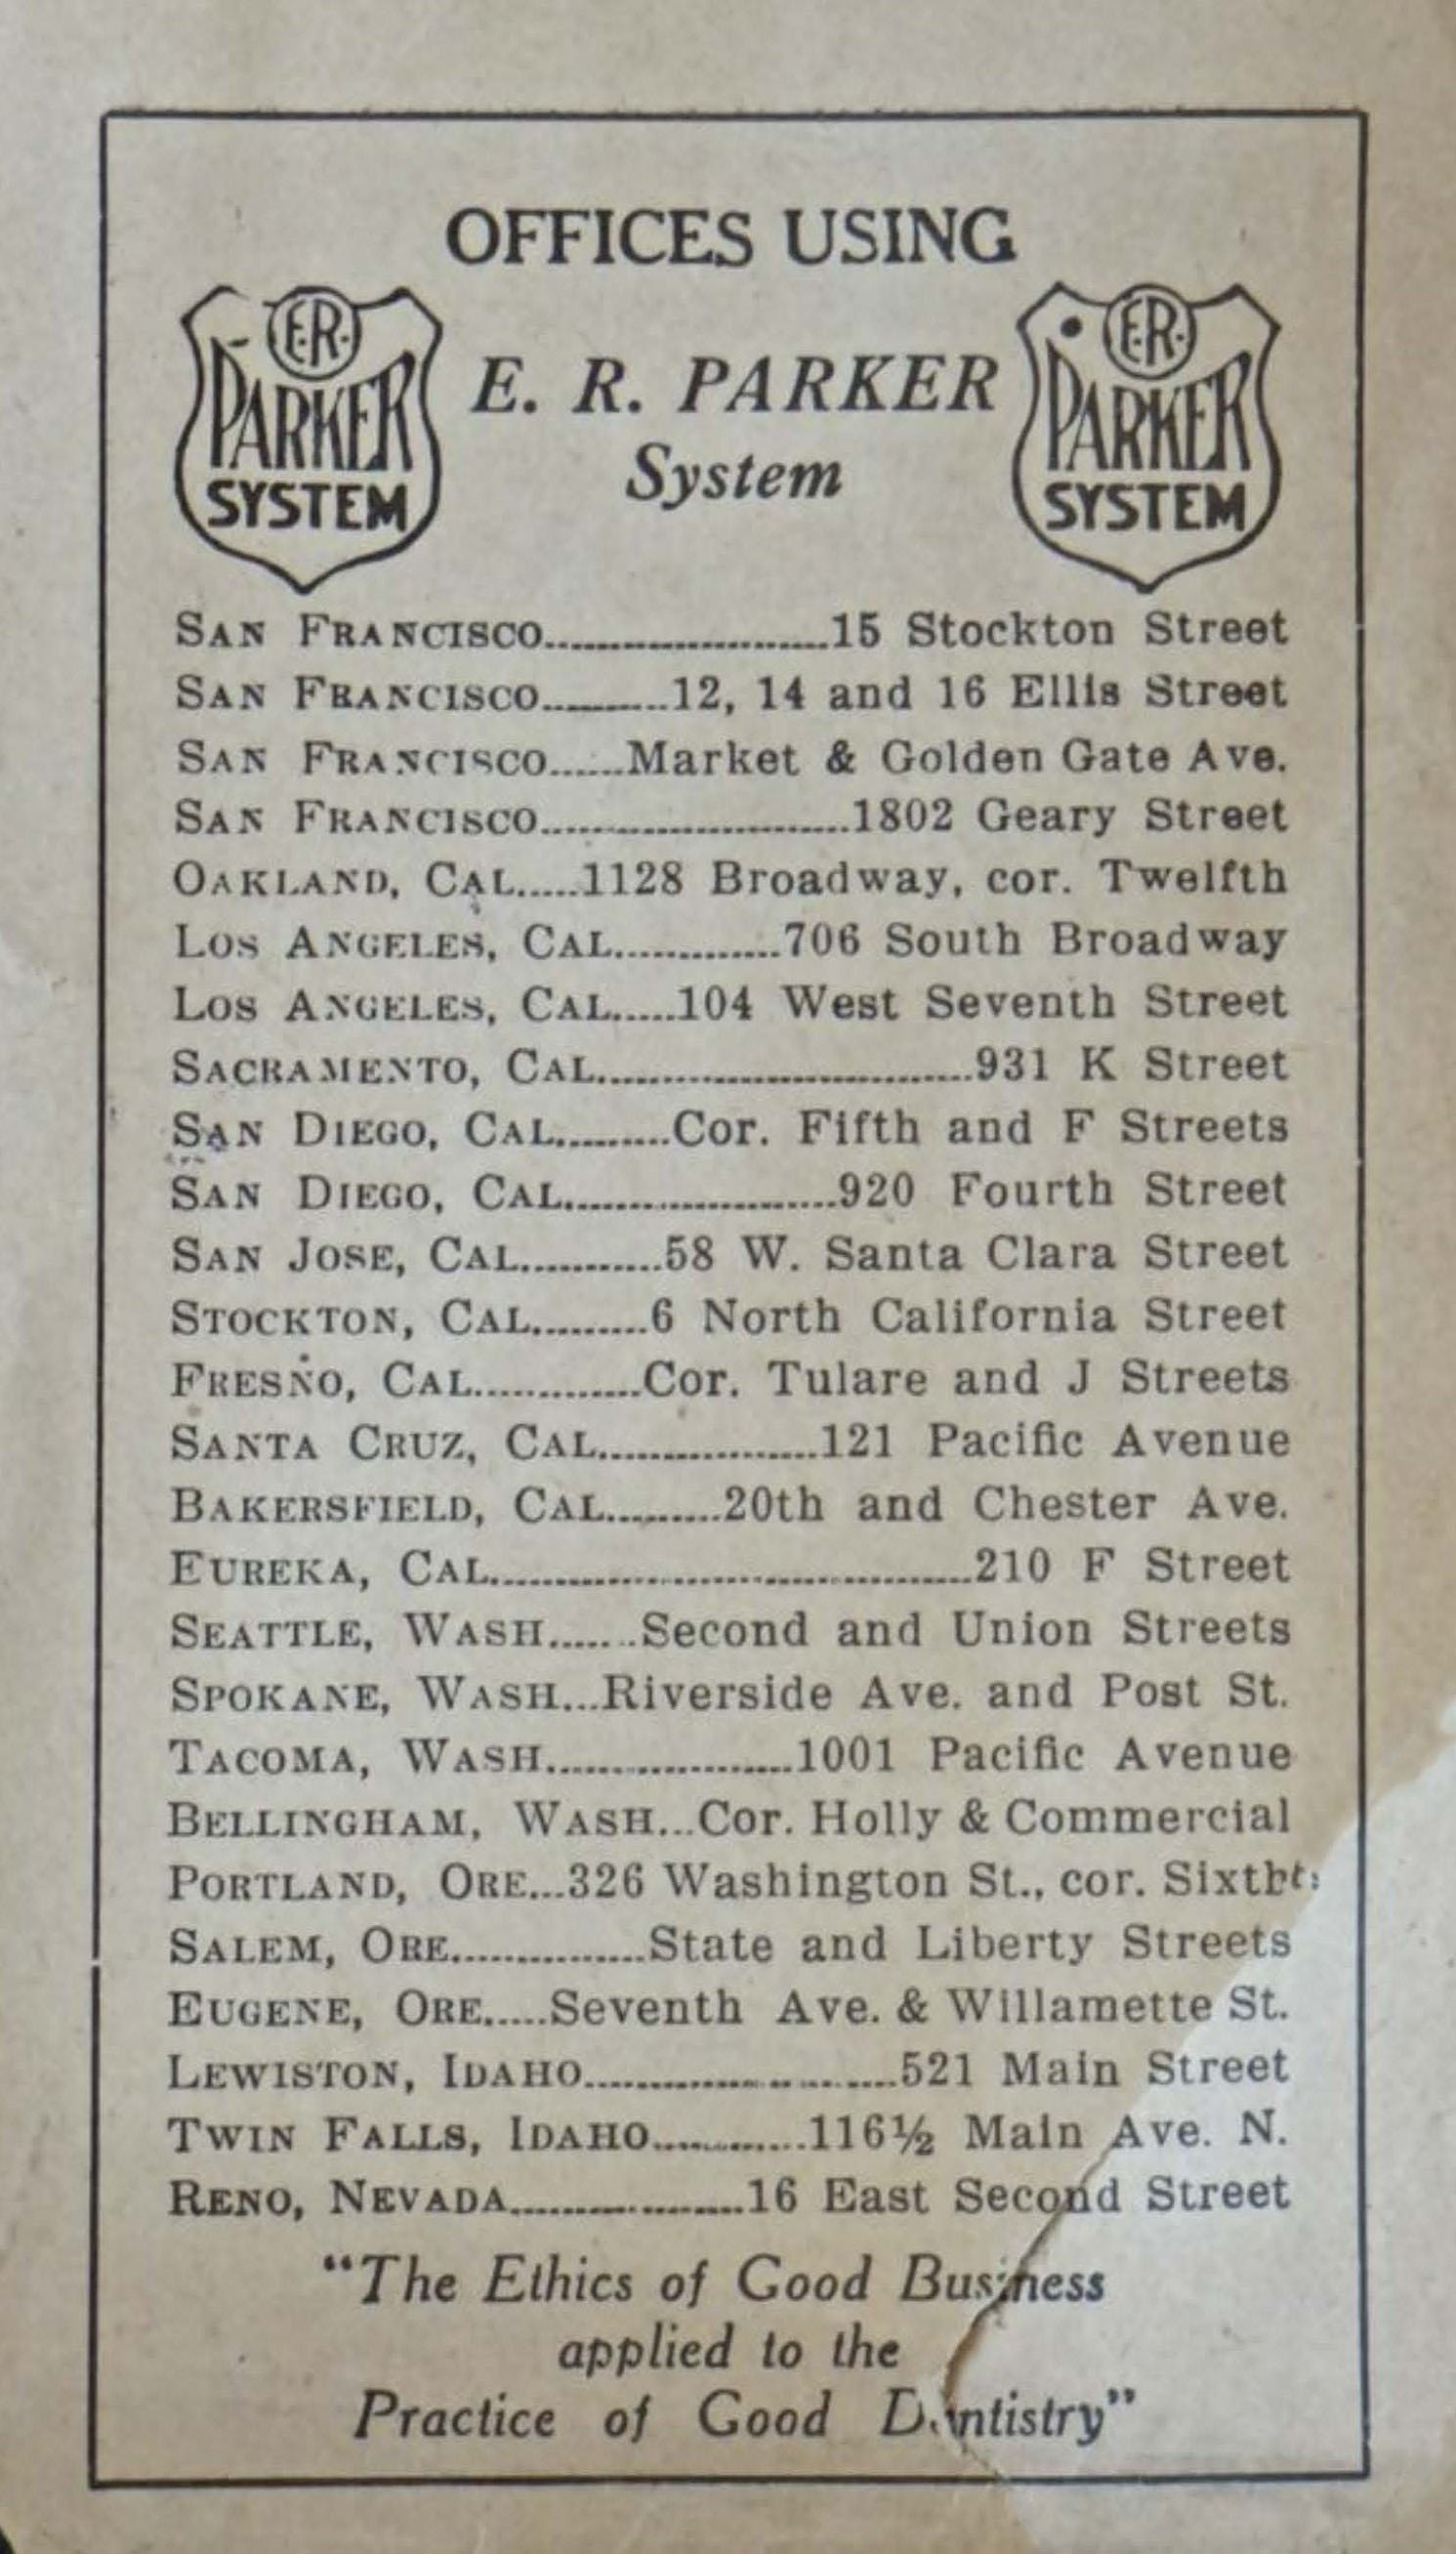 OFFICES USING
E.R.
PARKER
SYSTEM
E. R. PARKER
System
E.R.
PARKER
SYSTEM
SAN FRANCISCO....................15 Stockton Street
SAN FRANCISCO..........12, 14 and 16 Ellis Street
SAN FRANCISCO......Market & Golden Gate Ave.
SAN FRANCISCO........................1802 Geary Street
OAKLAND, CAL.....1128 Broadway, cor. Twelfth
LOS ANGELES, CAL.............706 South Broadway
LOS ANGELES, CAL......104 West Seventh Street
SACRAMENTO, CAL..............................931 K Street
SAN DIEGO, CAL.........Cor. Fifth and F Streets
SAN DIEGO, CAL.....................920 Fourth Street
SAN JOSE, CAL...........58 W. Santa Clara Street
STOCKTON, CAL.........6 North California Street
FRESNO, CAL.............Cor. Tulare and J Streets
SANTA CRUZ, CAL.................121 Pacific Avenue
BAKERSFIELD, CAL.........20th and Chester Ave.
EUREKA, CAL......................................210 F Street
SEATTLE, WASH.......Second and Union Streets
SPOKANE, WASH...Riverside Ave. and Post St.
TACOMA, WASH...................1001 Pacific Avenue
BELLINGHAM, WASH...Cor. Holly & Commercial
PORTLAND, ORE...326 Washington St., cor. Sixth
SALEM, ORE...............State and Liberty Streets
EUGENE, ORE.....Seventh Ave. & Willamette St.
LEWISTON, IDAHO.........................521 Main Street
TWIN FALLS, IDAHO............116½ Main Ave. N.
RENO, NEVADA..................16 East Second Street
"The Ethics of Good Business
applied to the
Practice of Good Dentistry"